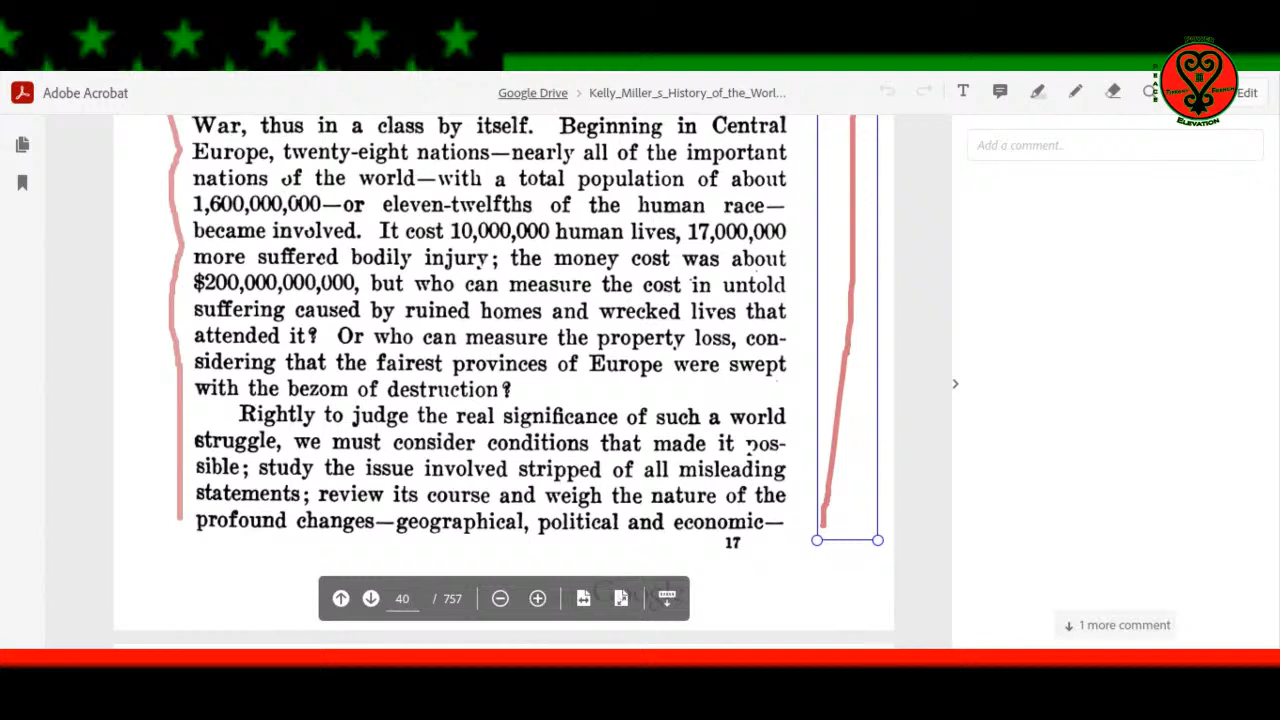 POWER
PEACE
ELEVATION
Adobe Acrobat
Google Drive > Kelly_Miller_s_History_of_the_Worl...
T
Edit
Add a comment..
War, thus in a class by itself. Beginning in Central
Europe, twenty-eight nations—nearly all of the important
nations of the world—with a total population of about
1,600,000,000—or eleven-twelfths of the human race—
became involved. It cost 10,000,000 human lives, 17,000,000
more suffered bodily injury; the money cost was about
$200,000,000,000, but who can measure the cost in untold
suffering caused by ruined homes and wrecked lives that
attended it? Or who can measure the property loss, con-
sidering that the fairest provinces of Europe were swept
with the bezom of destruction?
Rightly to judge the real significance of such a world
struggle, we must consider conditions that made it pos-
sible; study the issue involved stripped of all misleading
statements; review its course and weigh the nature of the
profound changes—geographical, political and economic—
17
40 / 757
Google
1 more comment